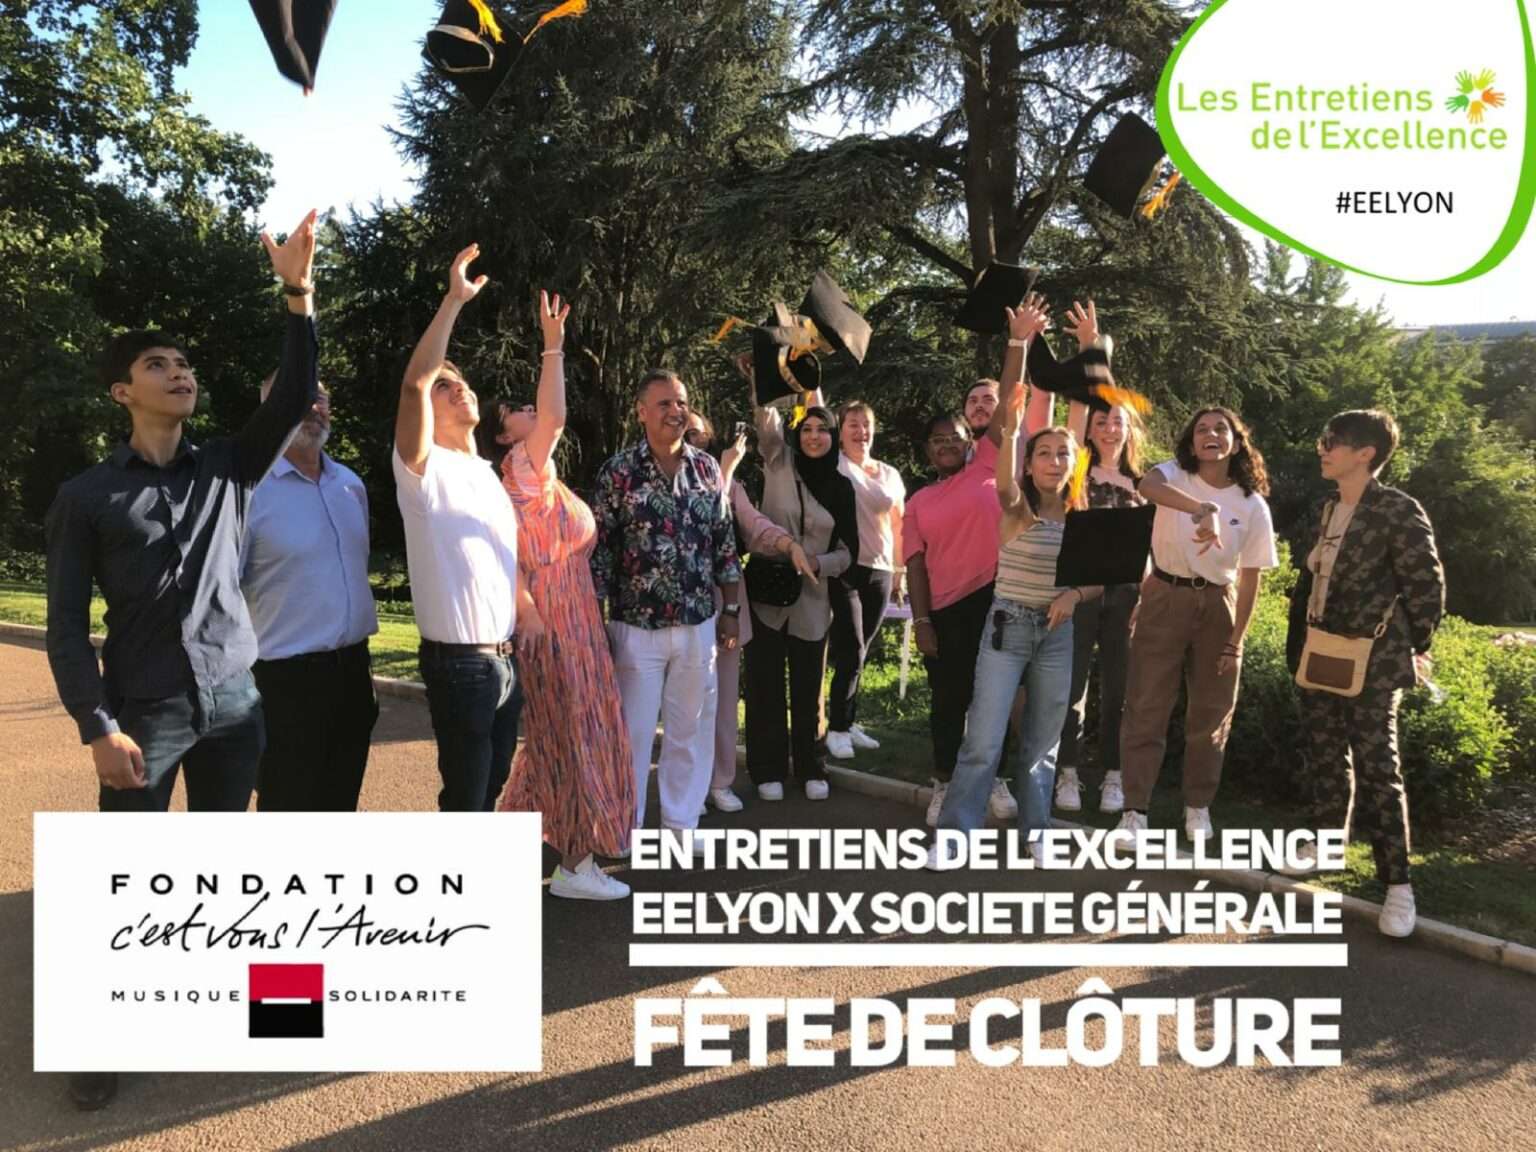 Les Entretiens
de l'Excellence
#EELYON
FONDATION
c'est vous l'Avenir
MUSIQUE SOLIDARITE
ENTRETIENS DE L'EXCELLENCE
EELYON X SOCIETE GÉNÉRALE
FÊTE DE CLÔTURE